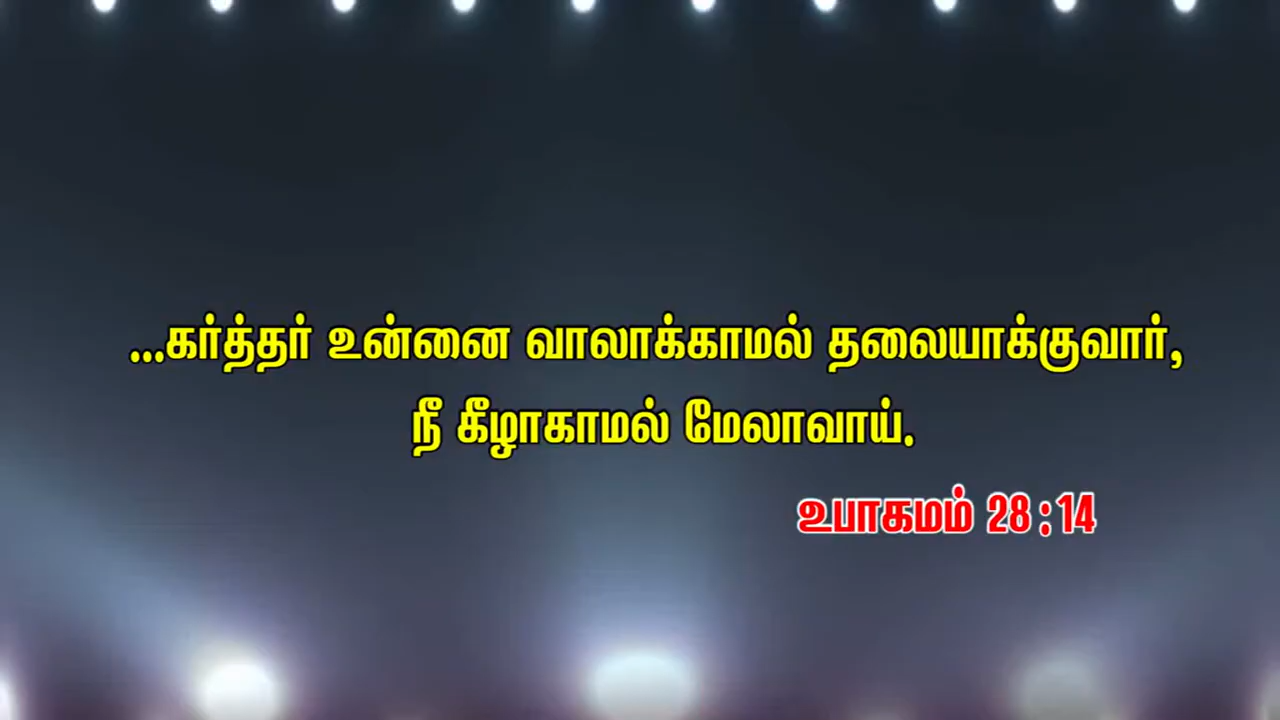 ...கர்த்தர் உன்னை வாலாக்காமல் தலையாக்குவார்,
நீ கீழாகாமல் மேலாவாய்.
உபாகமம் 28:14